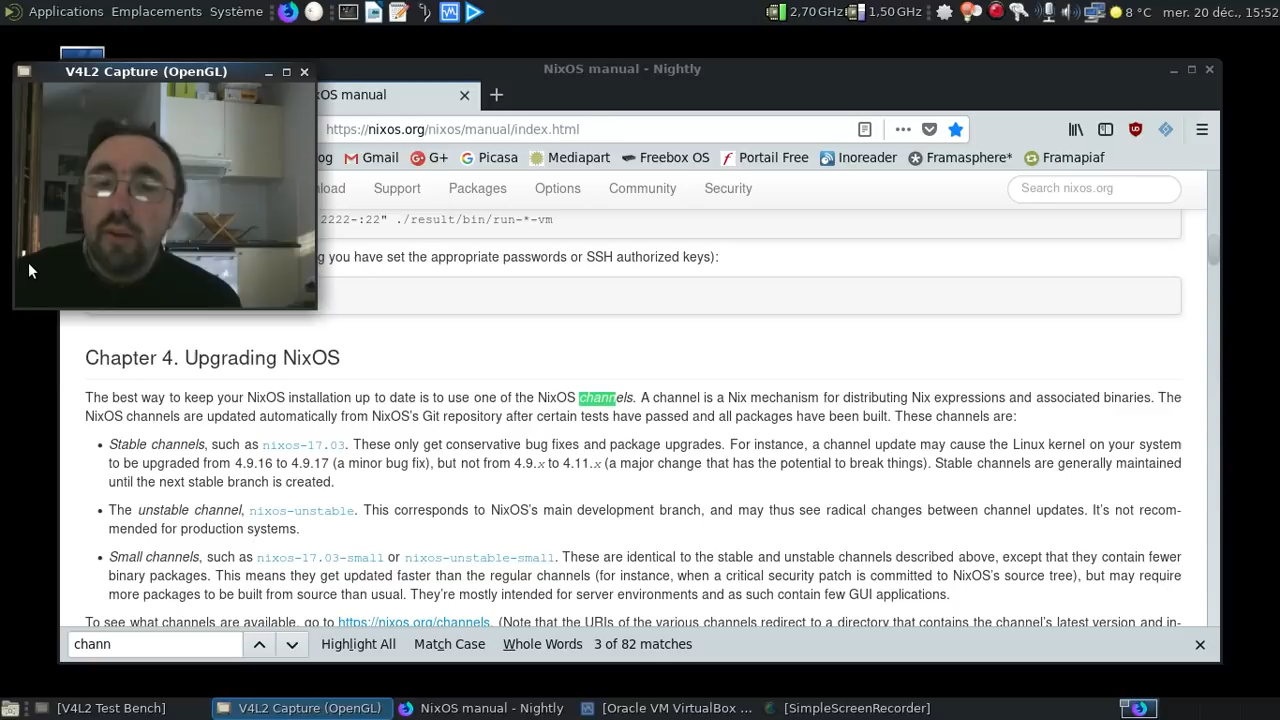 Applications Emplacements Système 2,70 GHz 1,50 GHz 8 °C mer. 20 déc., 15:52
V4L2 Capture (OpenGL)
NixOS manual - Nightly
OS manual
https://nixos.org/nixos/manual/index.html
og Gmail G+ Picasa Mediapart Freebox OS Portail Free Inoreader Framasphere* Framapiaf
load Support Packages Options Community Security Search nixos.org
2222-:22" ./result/bin/run-*-vm
g you have set the appropriate passwords or SSH authorized keys):
Chapter 4. Upgrading NixOS
The best way to keep your NixOS installation up to date is to use one of the NixOS channels. A channel is a Nix mechanism for distributing Nix expressions and associated binaries. The
NixOS channels are updated automatically from NixOS's Git repository after certain tests have passed and all packages have been built. These channels are:
• Stable channels, such as nixos-17.03. These only get conservative bug fixes and package upgrades. For instance, a channel update may cause the Linux kernel on your system
to be upgraded from 4.9.16 to 4.9.17 (a minor bug fix), but not from 4.9.x to 4.11.x (a major change that has the potential to break things). Stable channels are generally maintained
until the next stable branch is created.
• The unstable channel, nixos-unstable. This corresponds to NixOS's main development branch, and may thus see radical changes between channel updates. It's not recom-
mended for production systems.
• Small channels, such as nixos-17.03-small or nixos-unstable-small. These are identical to the stable and unstable channels described above, except that they contain fewer
binary packages. This means they get updated faster than the regular channels (for instance, when a critical security patch is committed to NixOS's source tree), but may require
more packages to be built from source than usual. They're mostly intended for server environments and as such contain few GUI applications.
To see what channels are available, go to https://nixos.org/channels. (Note that the URIs of the various channels redirect to a directory that contains the channel's latest version and in-
chann Highlight All Match Case Whole Words 3 of 82 matches
[V4L2 Test Bench] V4L2 Capture (OpenGL) NixOS manual - Nightly [Oracle VM VirtualBox ... [SimpleScreenRecorder]